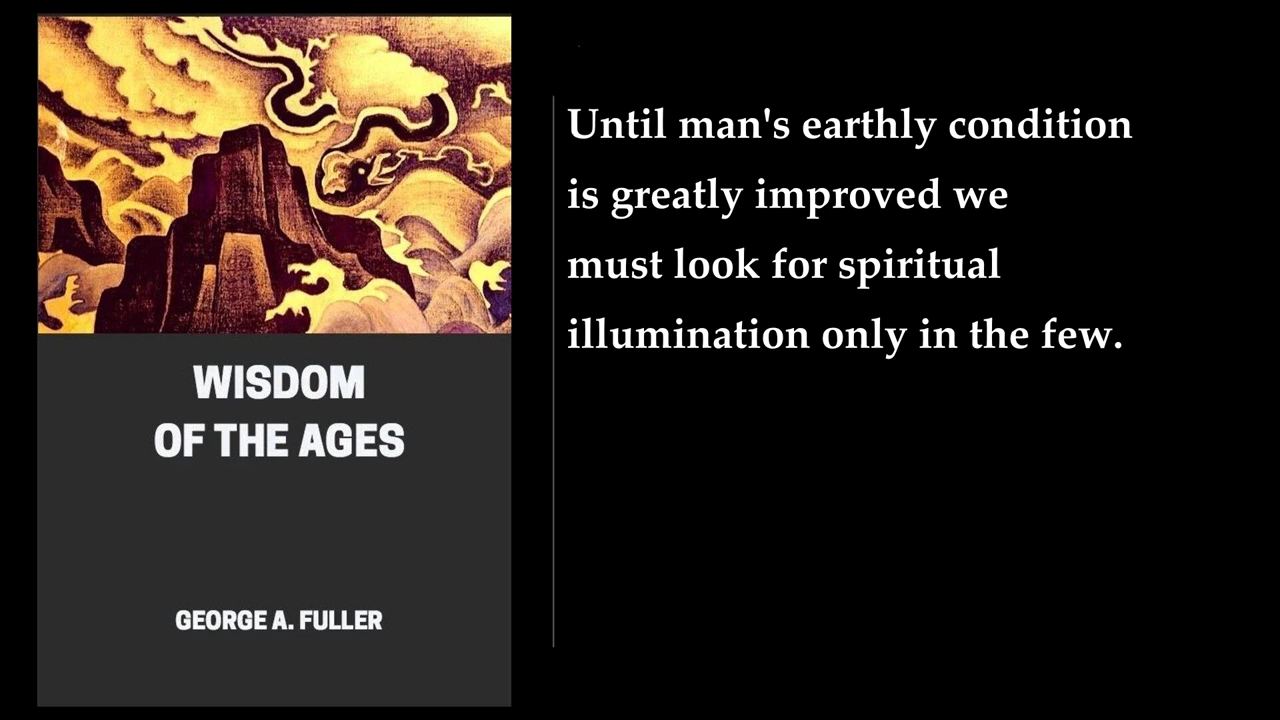 WISDOM
OF THE AGES
GEORGE A. FULLER
Until man's earthly condition
is greatly improved we
must look for spiritual
illumination only in the few.